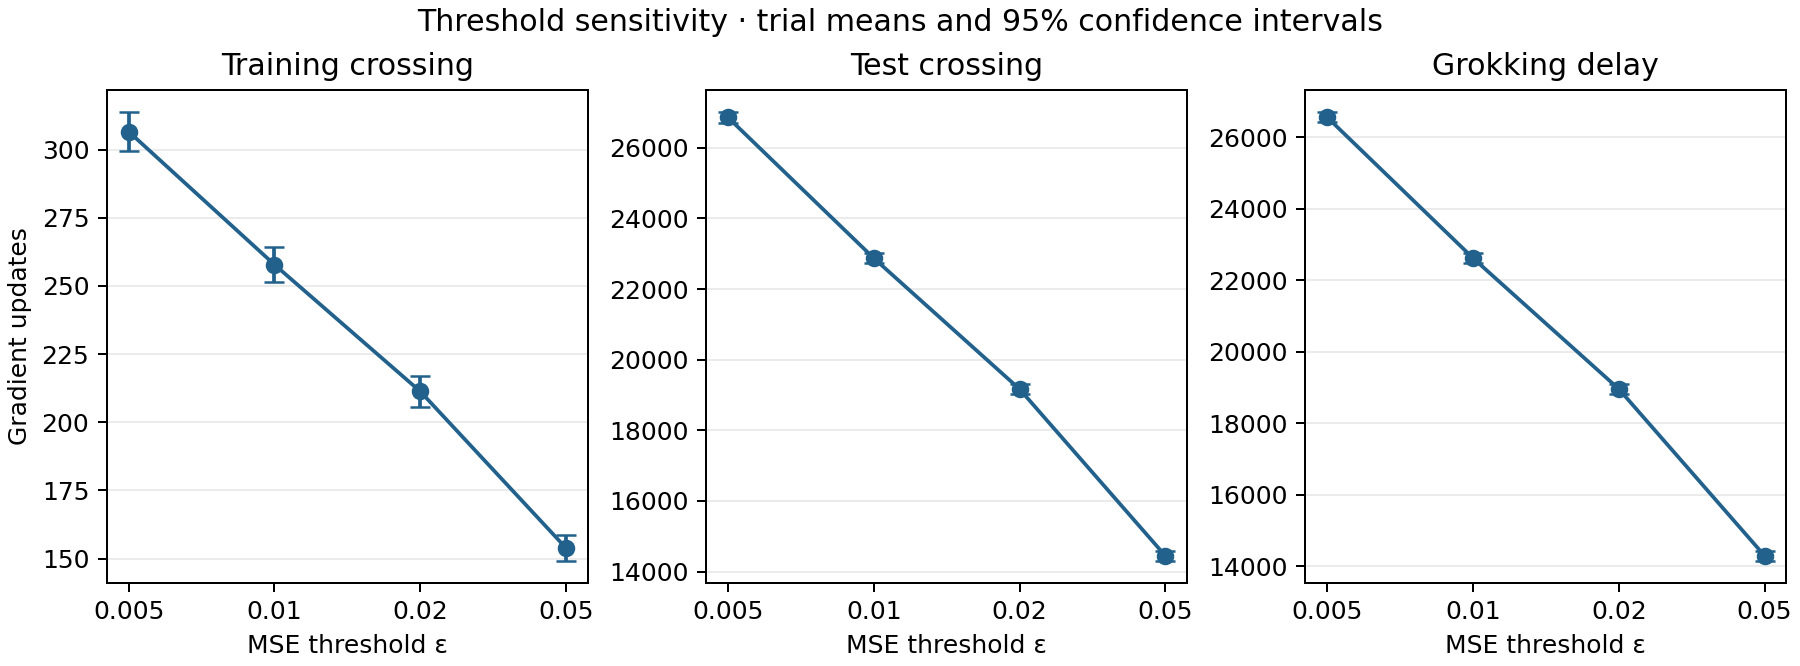 Threshold sensitivity · trial means and 95% confidence intervals
Training crossing
Gradient updates
300
275
250
225
200
175
150
0.005 0.01 0.02 0.05
MSE threshold ε
Test crossing
26000
24000
22000
20000
18000
16000
14000
0.005 0.01 0.02 0.05
MSE threshold ε
Grokking delay
26000
24000
22000
20000
18000
16000
14000
0.005 0.01 0.02 0.05
MSE threshold ε